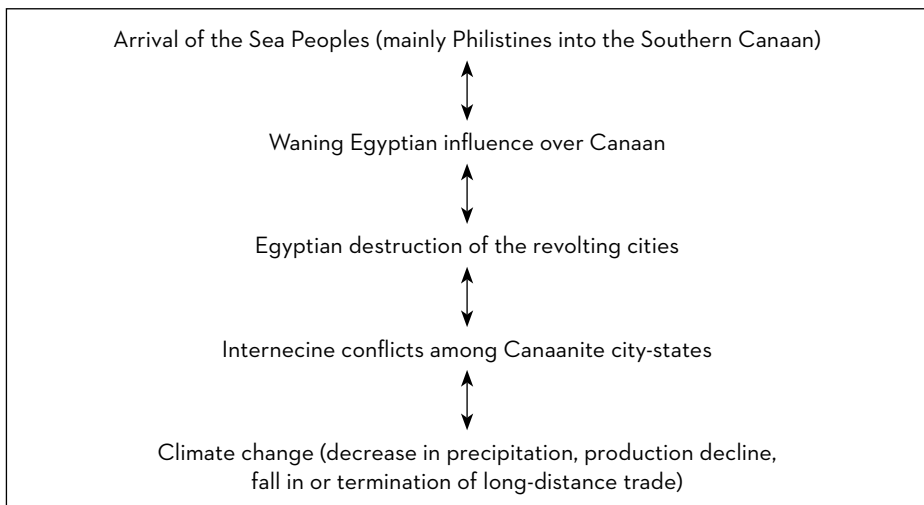 Arrival of the Sea Peoples (mainly Philistines into the Southern Canaan)
Waning Egyptian influence over Canaan
Egyptian destruction of the revolting cities
Internecine conflicts among Canaanite city-states
Climate change (decrease in precipitation, production decline,
fall in or termination of long-distance trade)